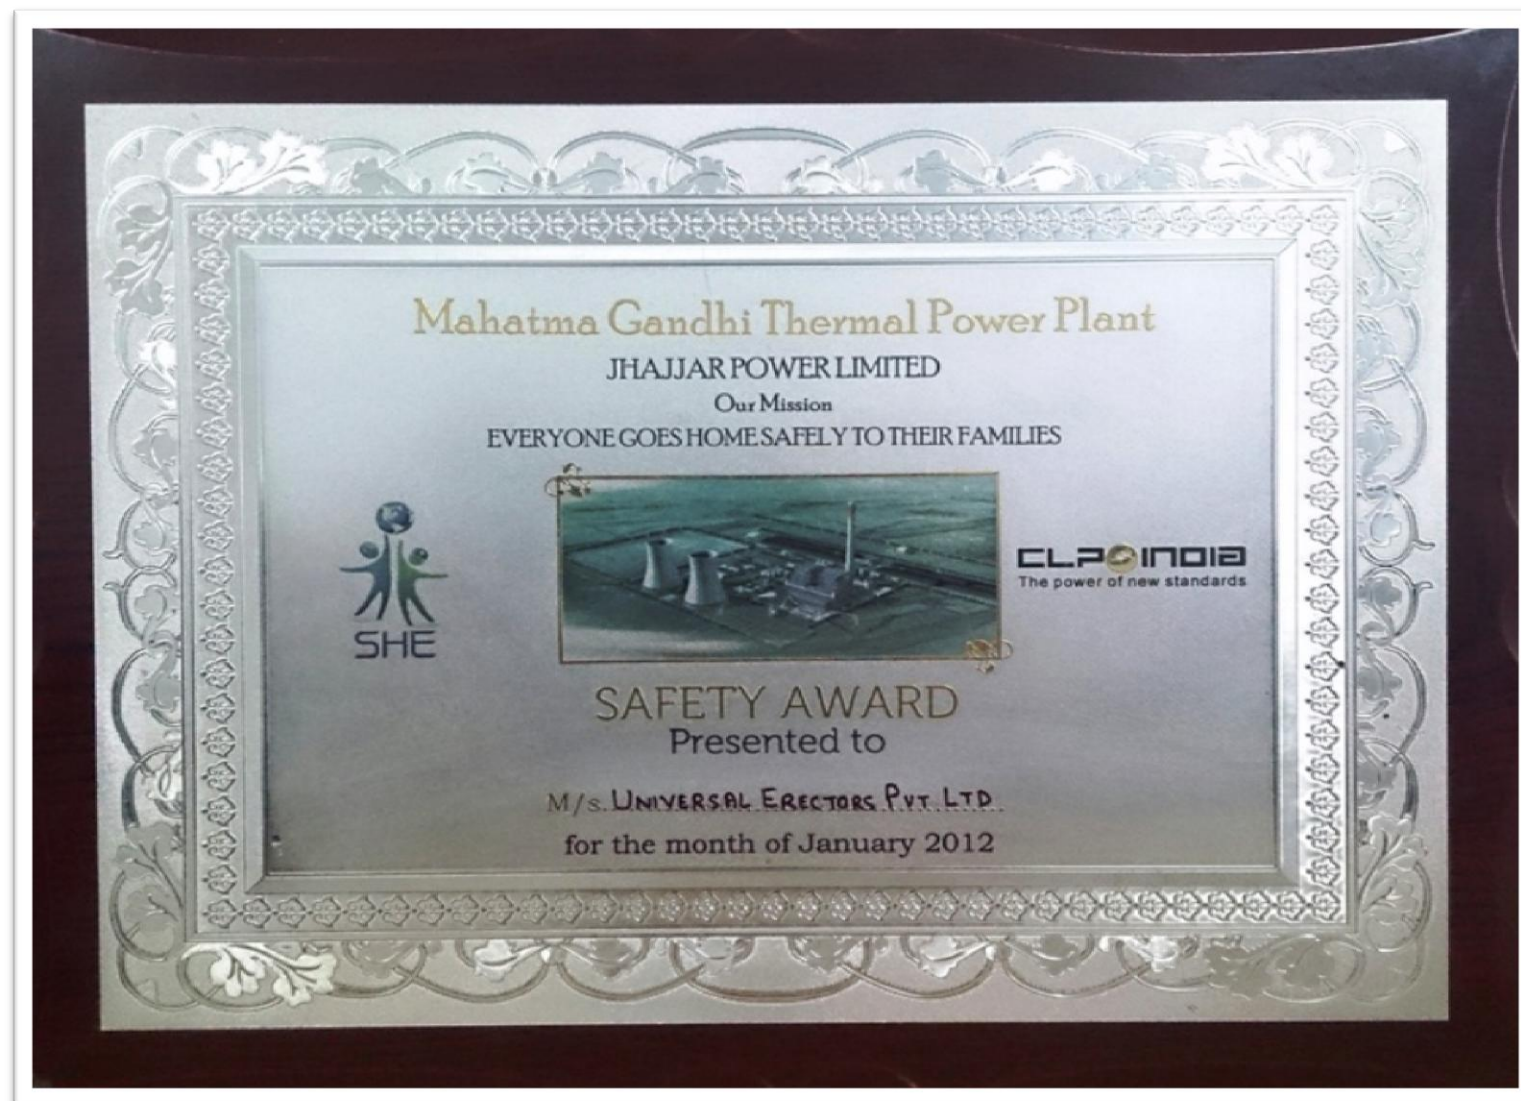 Mahatma Gandhi Thermal Power Plant
JHAJJAR POWER LIMITED
Our Mission
EVERYONE GOES HOME SAFELY TO THEIR FAMILIES
SHE
CLP INDIA
The power of new standards
SAFETY AWARD
Presented to
M/s. UNIVERSAL ERECTORS PVT. LTD
for the month of January 2012